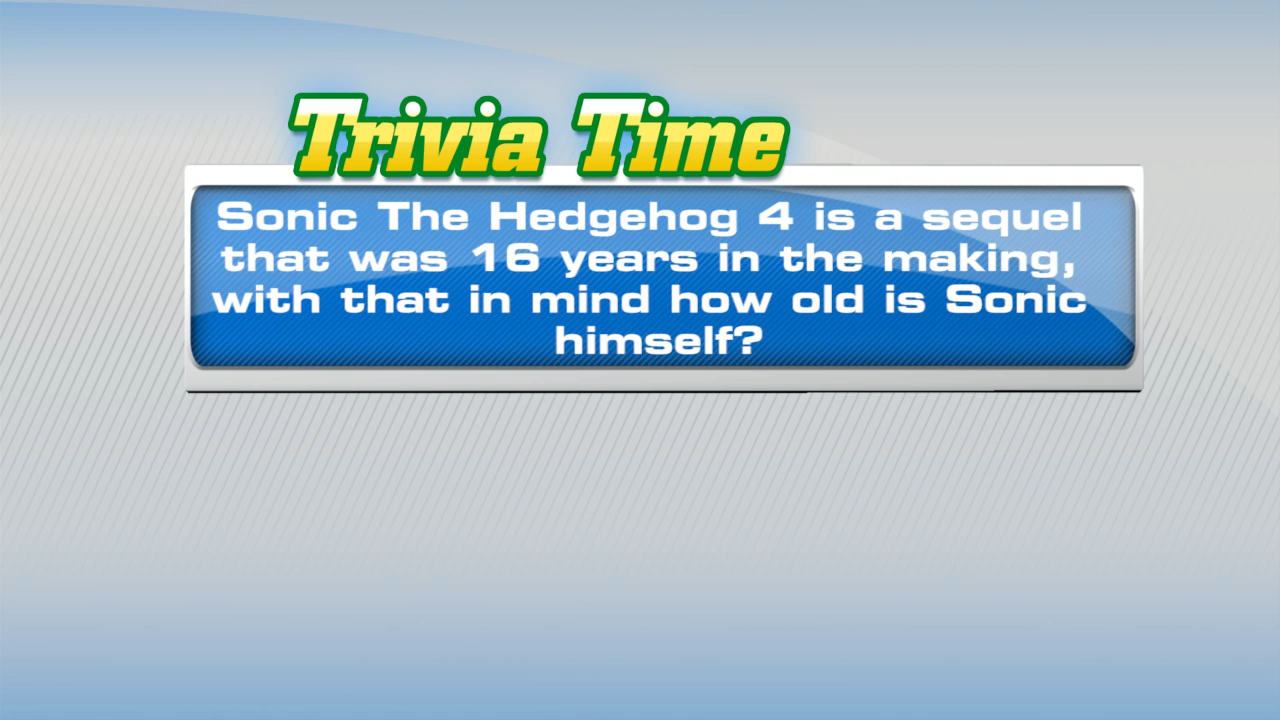 Trivia Time
Sonic The Hedgehog 4 is a sequel
that was 16 years in the making,
with that in mind how old is Sonic
himself?